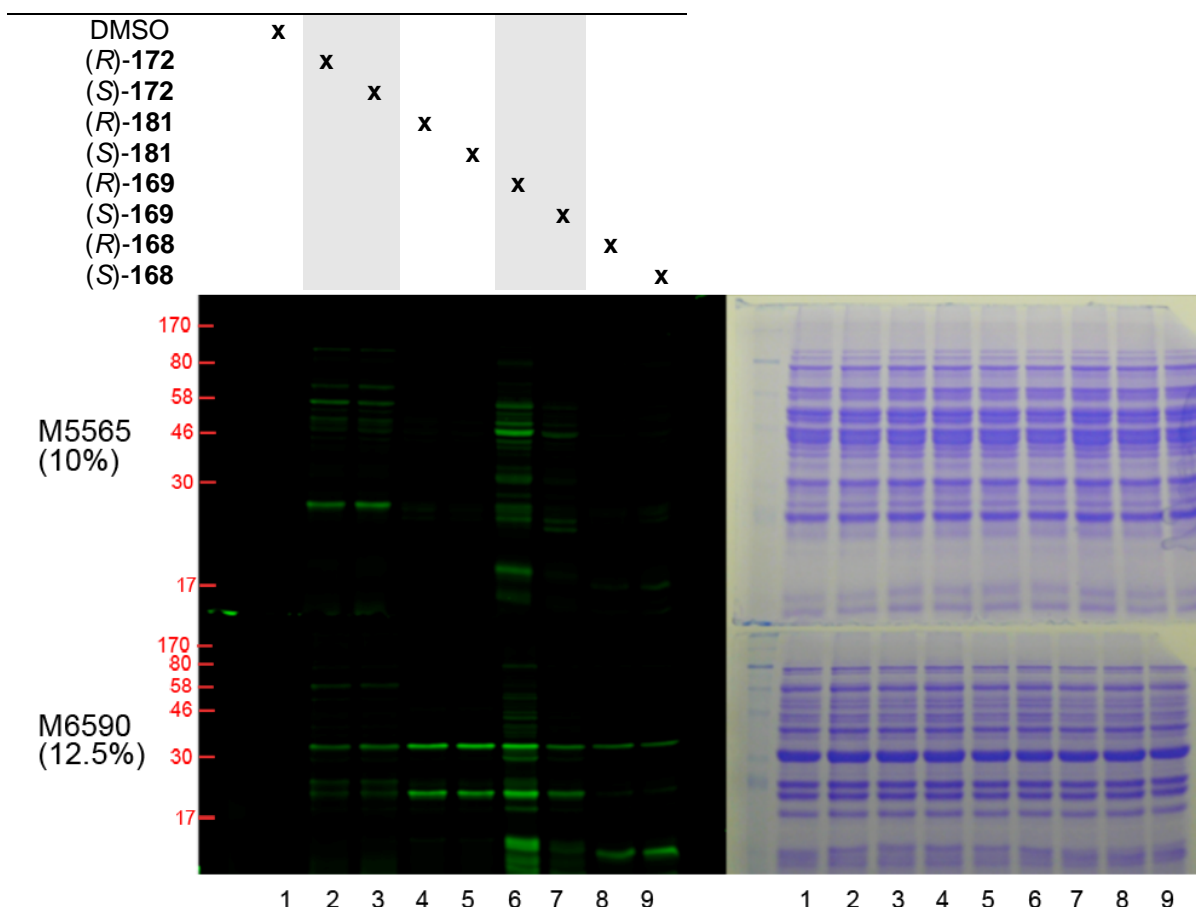 DMSO x
(R)-172 x
(S)-172 x
(R)-181 x
(S)-181 x
(R)-169 x
(S)-169 x
(R)-168 x
(S)-168 x
170
80
58
46
30
17
M5565
(10%)
170
80
58
46
30
17
M6590
(12.5%)
1 2 3 4 5 6 7 8 9 1 2 3 4 5 6 7 8 9